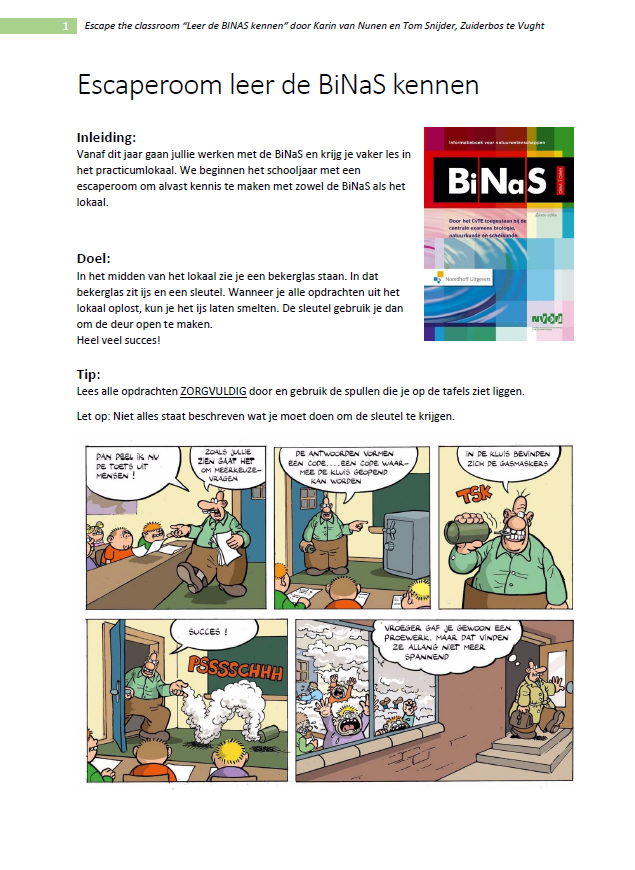 1 Escape the classroom “Leer de BINAS kennen” door Karin van Nunen en Tom Snijder, Zuiderbos te Vught
Escaperoom leer de BiNaS kennen
Inleiding:
Vanaf dit jaar gaan jullie werken met de BiNaS en krijg je vaker les in
het practicumlokaal. We beginnen het schooljaar met een
escaperoom om alvast kennis te maken met zowel de BiNaS als het
lokaal.
Informatieboek voor natuurwetenschappen
BiNaS
Door het CvTE toegestaan bij de
centrale examens biologie,
natuurkunde en scheikunde.
Noordhoff Uitgevers
NVON
Doel:
In het midden van het lokaal zie je een bekerglas staan. In dat
bekerglas zit ijs en een sleutel. Wanneer je alle opdrachten uit het
lokaal oplost, kun je het ijs laten smelten. De sleutel gebruik je dan
om de deur open te maken.
Heel veel succes!
Tip:
Lees alle opdrachten ZORGVULDIG door en gebruik de spullen die je op de tafels ziet liggen.
Let op: Niet alles staat beschreven wat je moet doen om de sleutel te krijgen.
DAN DEEL IK NU
DE TOETS UIT
MENSEN !
ZOALS JULLIE
ZIEN GAAT HET
OM MEERKEUZE-
VRAGEN
DE ANTWOORDEN VORMEN
EEN CODE....EEN CODE WAAR-
MEE DE KLUIS GEOPEND
KAN WORDEN
IN DE KLUIS BEVINDEN
ZICH DE GASMASKERS
TSK
SUCCES !
PSSSSCHHH
VROEGER GAF JE GEWOON EEN
PROEWERK. MAAR DAT VINDEN
ZE ALLANG NIET MEER
SPANNEND